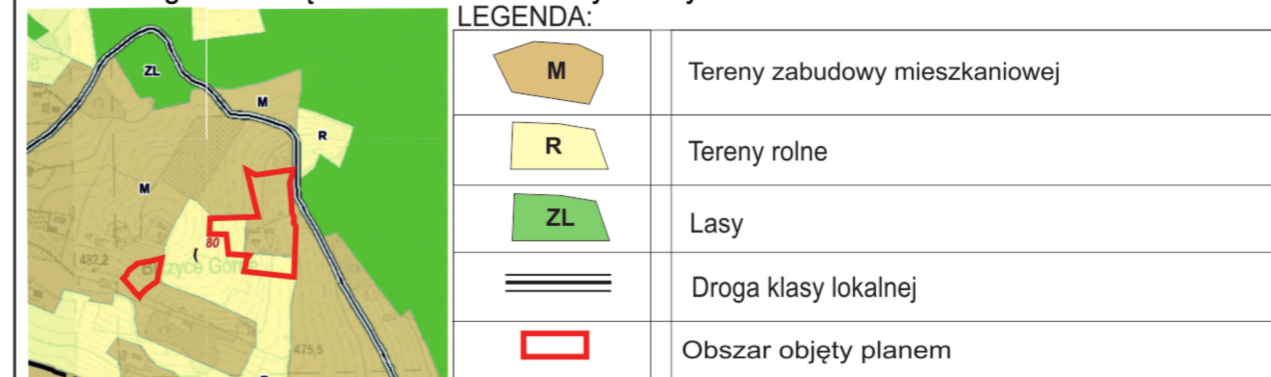 LEGENDA:
M Tereny zabudowy mieszkaniowej
R Tereny rolne
ZL Lasy
Droga klasy lokalnej
Obszar objęty planem
ZL
M
R
M
80
432,2
Górne
475,5